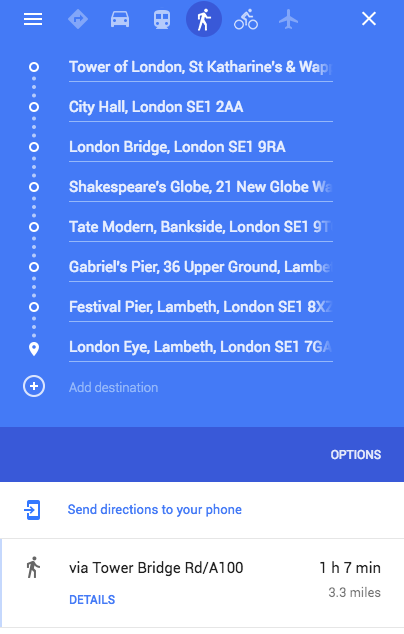 Tower of London, St Katharine's & Wap
City Hall, London SE1 2AA
London Bridge, London SE1 9RA
Shakespeare's Globe, 21 New Globe Wa
Tate Modern, Bankside, London SE1 9T
Gabriel's Pier, 36 Upper Ground, Lambe
Festival Pier, Lambeth, London SE1 8XZ
London Eye, Lambeth, London SE1 7GA
Add destination
OPTIONS
Send directions to your phone
via Tower Bridge Rd/A100 1 h 7 min
3.3 miles
DETAILS